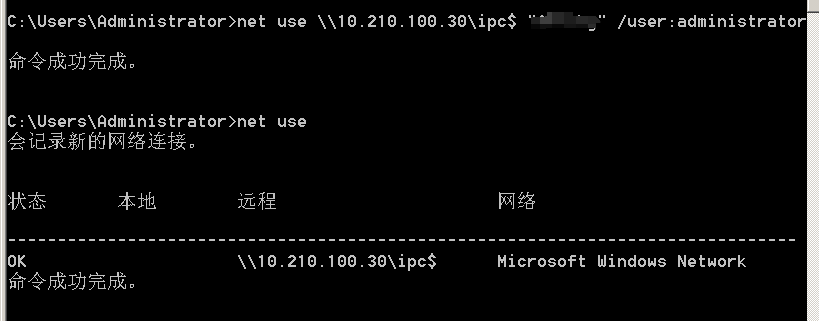 C:\Users\Administrator>net use \\10.210.100.30\ipc$ /user:administrator
命令成功完成。
C:\Users\Administrator>net use
会记录新的网络连接。
状态 本地 远程 网络
-------------------------------------------------------------------------------
OK \\10.210.100.30\ipc$ Microsoft Windows Network
命令成功完成。